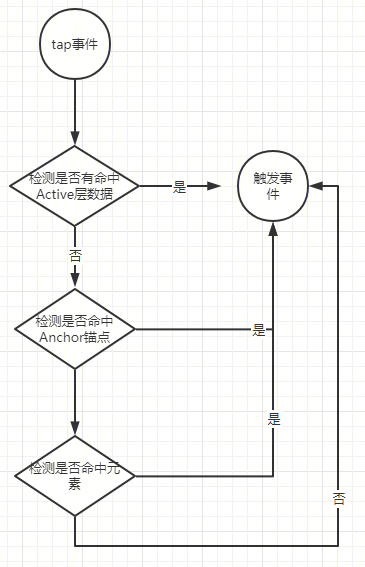 tap事件
检测是否有命中
Active层数据
是
触发事
件
否
检测是否命中
Anchor锚点
是
是
检测是否命中元
素
否